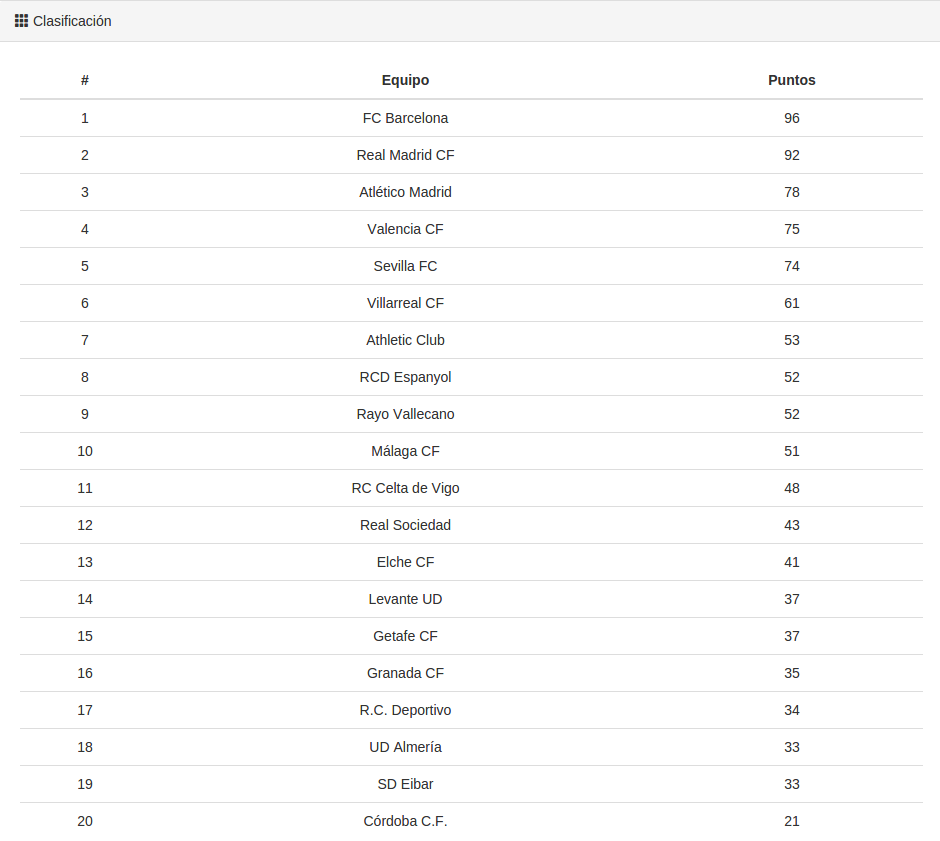 Clasificación
# Equipo Puntos
1 FC Barcelona 96
2 Real Madrid CF 92
3 Atlético Madrid 78
4 Valencia CF 75
5 Sevilla FC 74
6 Villarreal CF 61
7 Athletic Club 53
8 RCD Espanyol 52
9 Rayo Vallecano 52
10 Málaga CF 51
11 RC Celta de Vigo 48
12 Real Sociedad 43
13 Elche CF 41
14 Levante UD 37
15 Getafe CF 37
16 Granada CF 35
17 R.C. Deportivo 34
18 UD Almería 33
19 SD Eibar 33
20 Córdoba C.F. 21